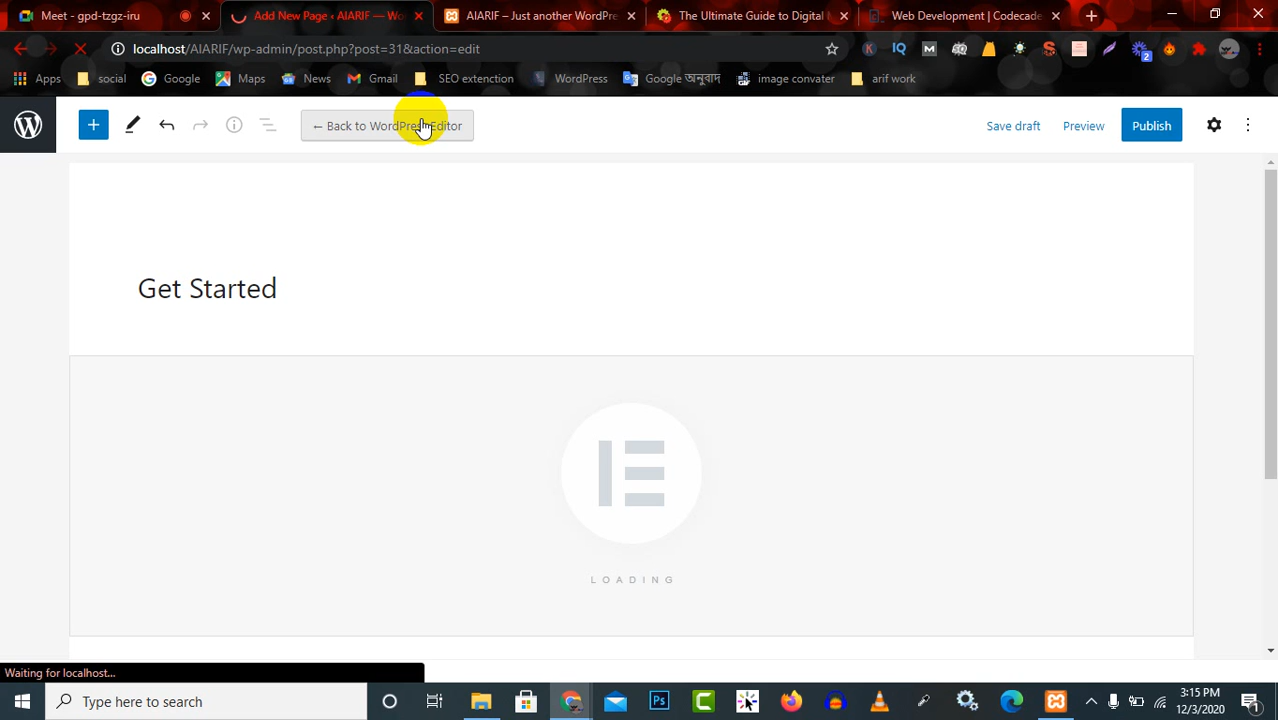 Meet - gpd-tzgz-iru
Add New Page ‹ AIARIF — Wo
AIARIF – Just another WordPre
The Ultimate Guide to Digital M
Web Development | Codecade
localhost/AIARIF/wp-admin/post.php?post=31&action=edit
Apps
social
Google
Maps
News
Gmail
SEO extenction
WordPress
Google অনুবাদ
image convater
arif work
← Back to WordPress Editor
Save draft
Preview
Publish
Get Started
LOADING
Waiting for localhost...
Type here to search
3:15 PM
12/3/2020